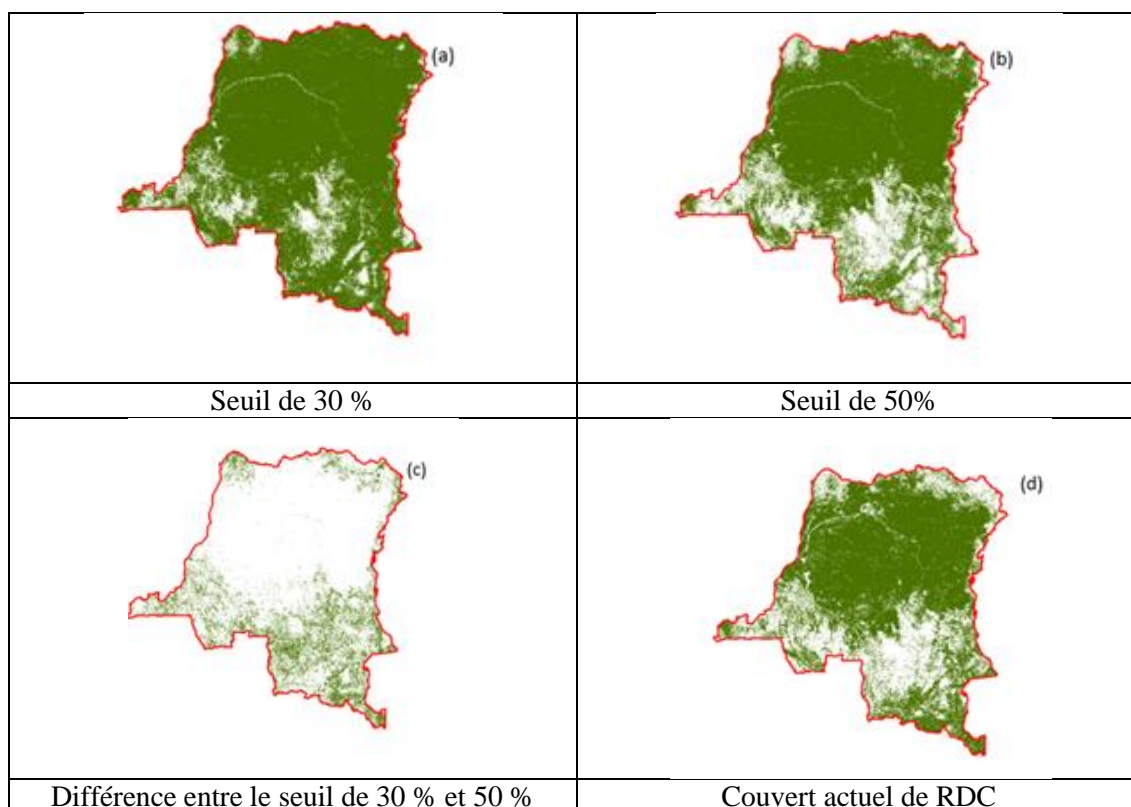 (a)
(b)
Seuil de 30 %
Seuil de 50%
(c)
(d)
Différence entre le seuil de 30 % et 50 %
Couvert actuel de RDC